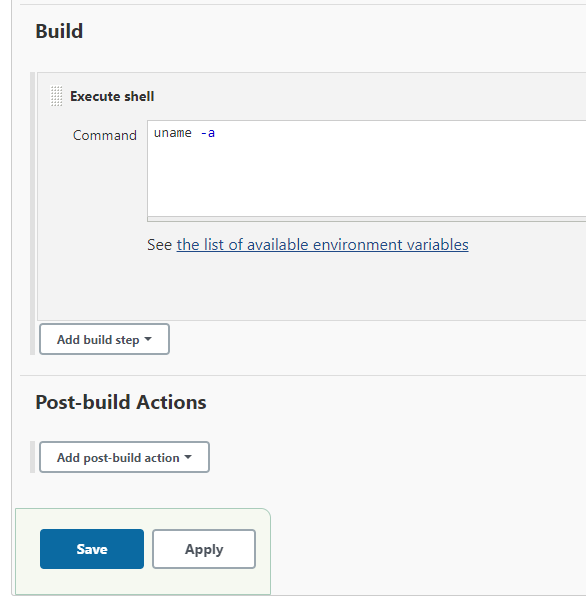 Build
Execute shell
Command
uname -a
See the list of available environment variables
Add build step
Post-build Actions
Add post-build action
Save
Apply